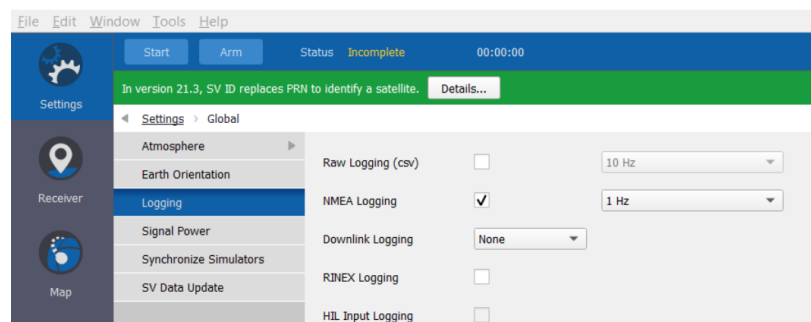 File Edit Window Tools Help
Start Arm Status Incomplete 00:00:00
In version 21.3, SV ID replaces PRN to identify a satellite. Details...
Settings
Settings Global
Atmosphere
Earth Orientation
Logging
Signal Power
Synchronize Simulators
SV Data Update
Receiver
Map
Raw Logging (csv) 10 Hz
NMEA Logging 1 Hz
Downlink Logging None
RINEX Logging
HIL Input Logging